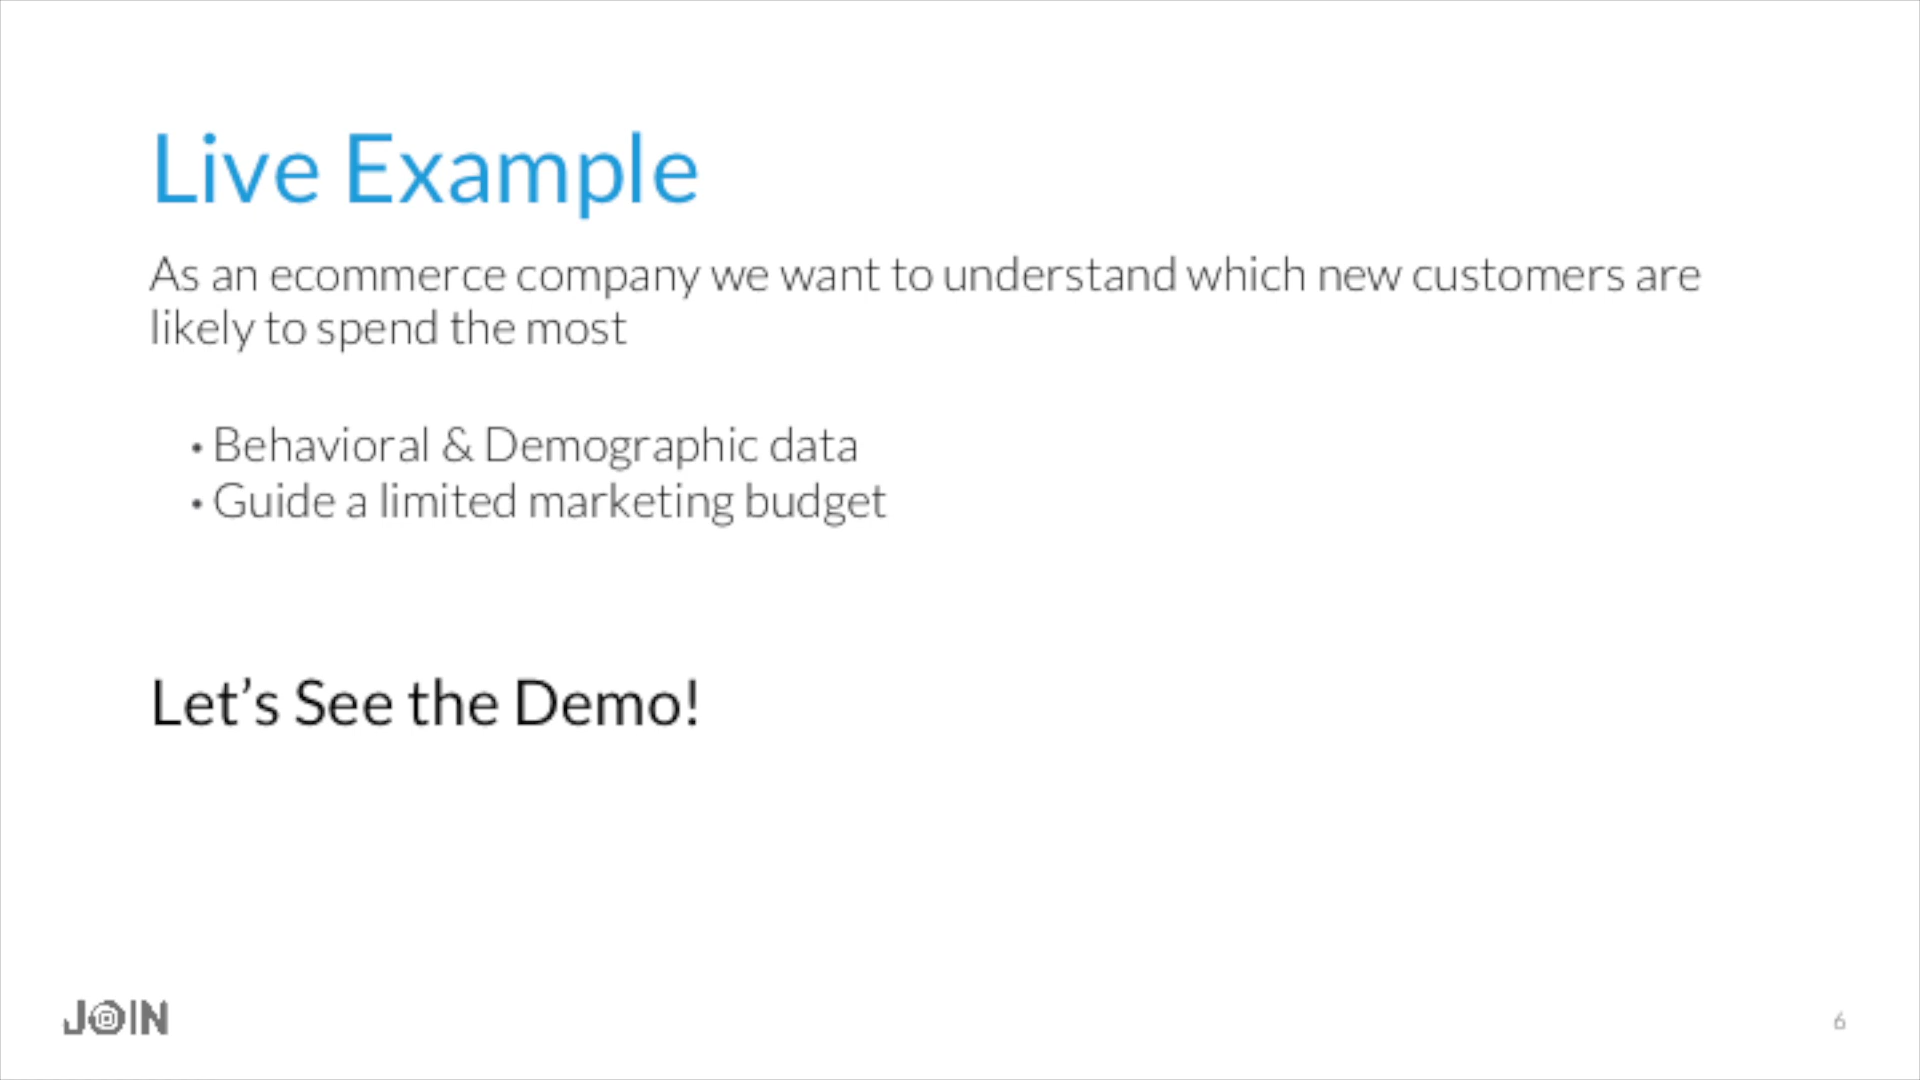 Live Example
As an ecommerce company we want to understand which new customers are
likely to spend the most
• Behavioral & Demographic data
• Guide a limited marketing budget
Let’s See the Demo!
JOIN
6